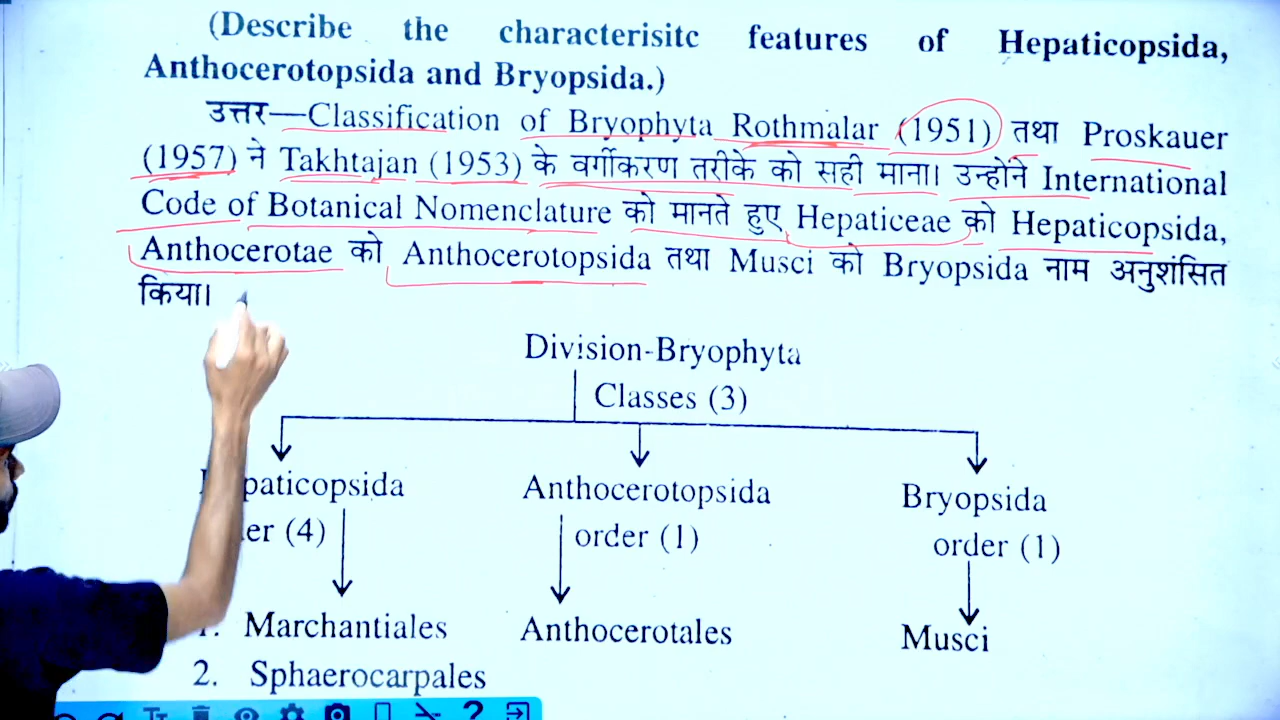 (Describe the characterisitc features of Hepaticopsida,
Anthocerotopsida and Bryopsida.)
उत्तर—Classification of Bryophyta Rothmalar (1951) तथा Proskauer
(1957) ने Takhtajan (1953) के वर्गीकरण तरीके को सही माना। उन्होंने International
Code of Botanical Nomenclature को मानते हुए Hepaticeae को Hepaticopsida,
Anthocerotae को Anthocerotopsida तथा Musci को Bryopsida नाम अनुशंसित
किया।
Division-Bryophyta
Classes (3)
Anthocerotopsida
Bryopsida
(4)
order (1)
order (1)
1. Marchantiales
Anthocerotales
Musci
2. Sphaerocarpales